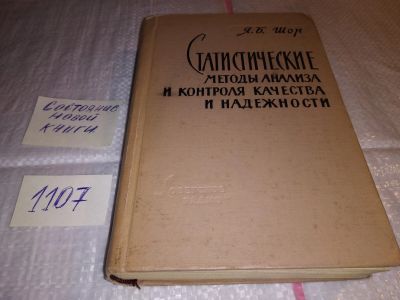 Я. Б. Шор
Статистические
методы анализа
и контроля качества
и надежности
Состояние
новой
книги
1107